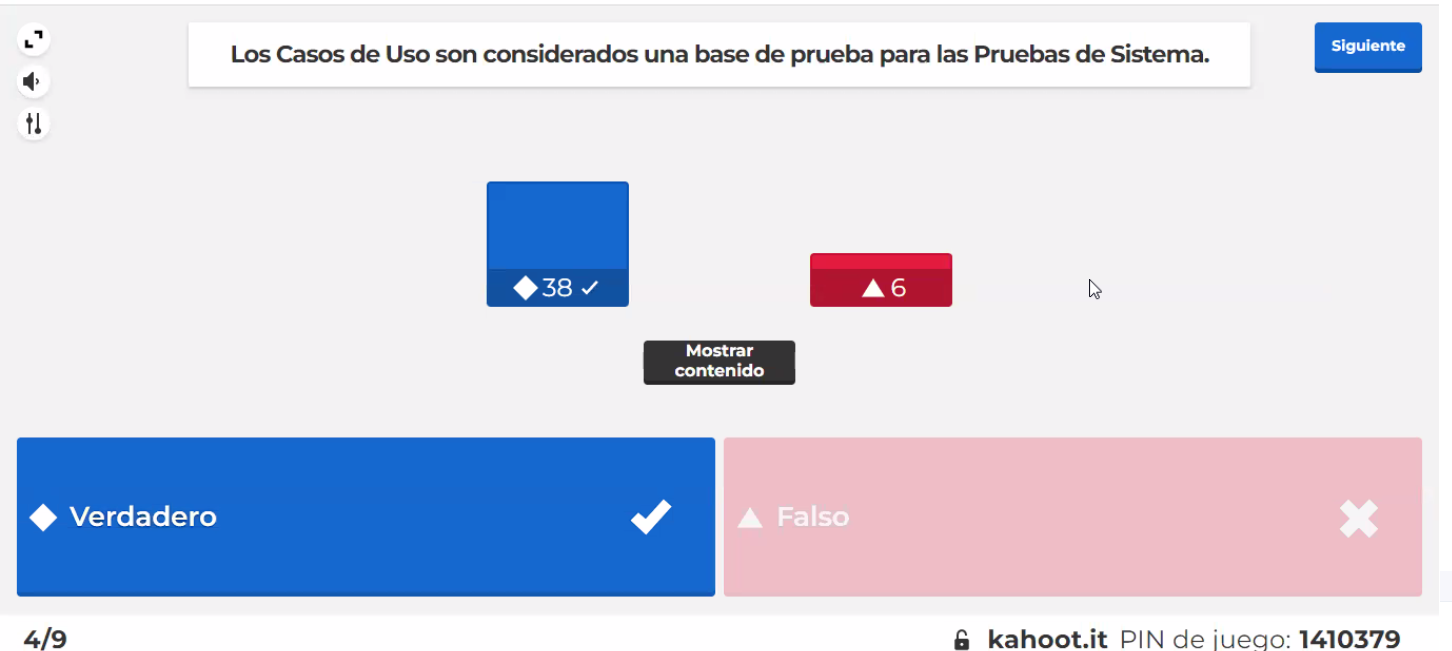 Los Casos de Uso son considerados una base de prueba para las Pruebas de Sistema.
Siguiente
38
6
Mostrar
contenido
Verdadero
Falso
4/9
kahoot.it PIN de juego: 1410379